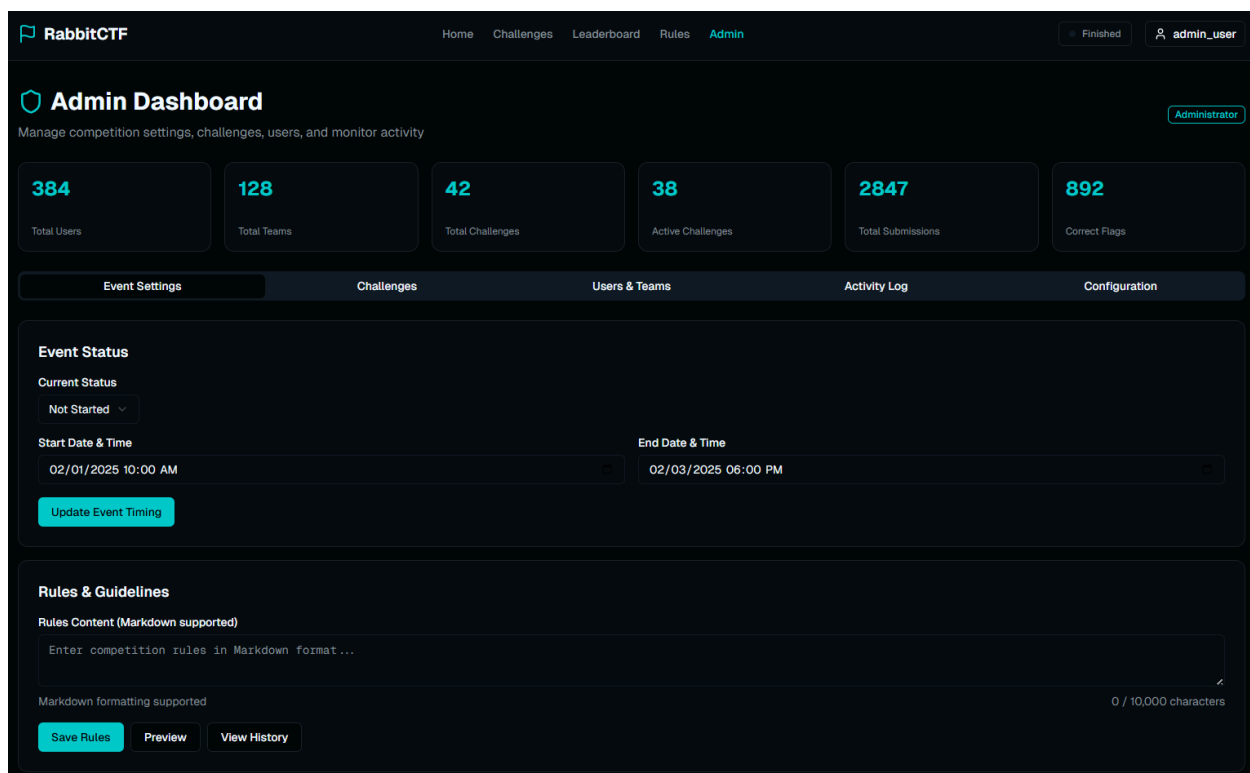 RabbitCTF
Home Challenges Leaderboard Rules Admin
Finished
admin_user
Admin Dashboard
Manage competition settings, challenges, users, and monitor activity
Administrator
384
Total Users
128
Total Teams
42
Total Challenges
38
Active Challenges
2847
Total Submissions
892
Correct Flags
Event Settings Challenges Users & Teams Activity Log Configuration
Event Status
Current Status
Not Started
Start Date & Time
02/01/2025 10:00 AM
End Date & Time
02/03/2025 06:00 PM
Update Event Timing
Rules & Guidelines
Rules Content (Markdown supported)
Enter competition rules in Markdown format...
Markdown formatting supported
0 / 10,000 characters
Save Rules Preview View History